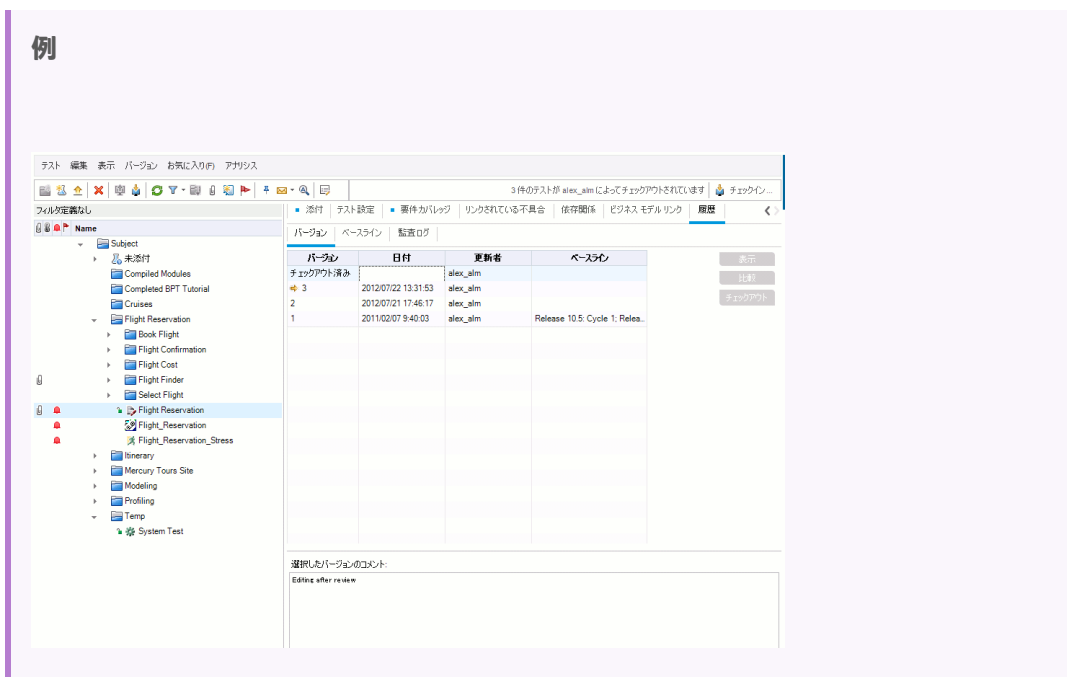 例
テスト 編集 表示 バージョン お気に入り(F) アナリシス
3 件のテストが alex_alm によってチェックアウトされています チェックイン...
フィルタ定義なし
添付 テスト設定 要件カバレッジ リンクされている不具合 依存関係 ビジネス モデル リンク 履歴
Name
バージョン ベースライン 監査ログ
Subject
未添付
Compiled Modules
Completed BPT Tutorial
Cruises
Flight Reservation
Book Flight
Flight Confirmation
Flight Cost
Flight Finder
Select Flight
Flight Reservation
Flight_Reservation
Flight_Reservation_Stress
Itinerary
Mercury Tours Site
Modeling
Profiling
Temp
System Test
バージョン 日付 更新者 ベースライン
チェックアウト済み alex_alm
3 2012/07/22 13:31:53 alex_alm
2 2012/07/21 17:46:17 alex_alm
1 2011/02/07 9:40:03 alex_alm Release 10.5: Cycle 1; Relea...
表示
比較
チェックアウト
選択したバージョンのコメント:
Editing after review